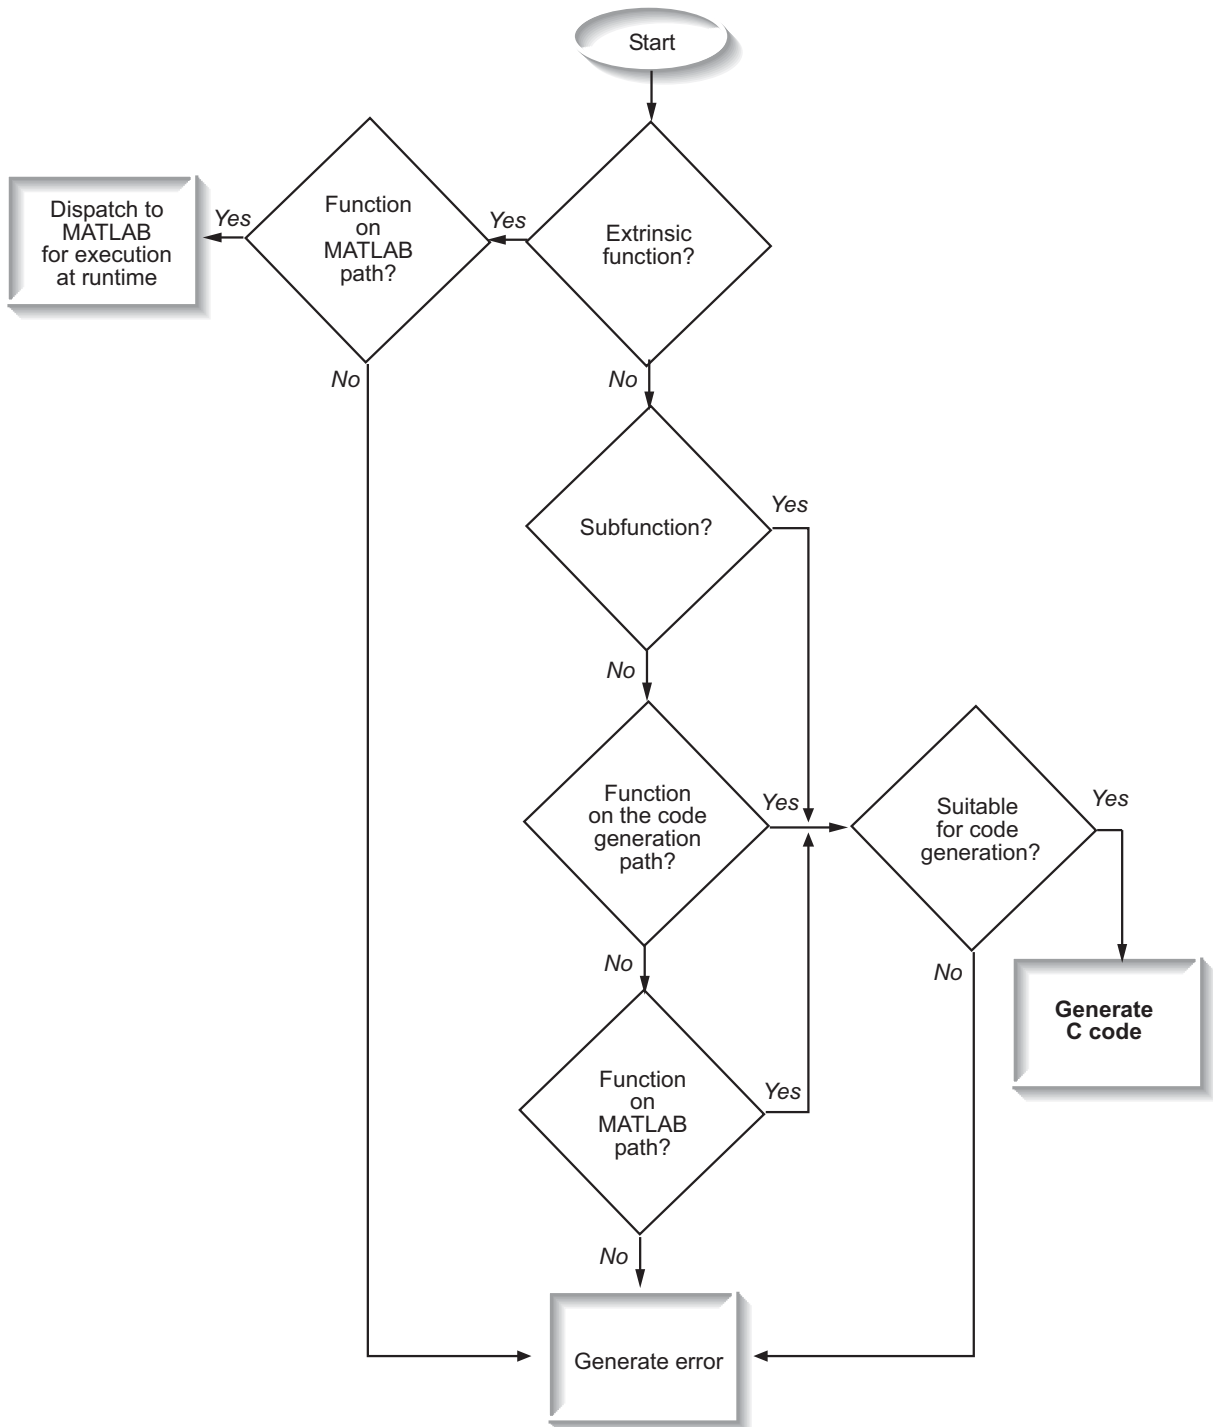 Start
Extrinsic
function?
Yes
Function
on
MATLAB
path?
Yes
Dispatch to
MATLAB
for execution
at runtime
No
No
Subfunction?
Yes
No
Function
on the code
generation
path?
Yes
Suitable
for code
generation?
Yes
No
No
Generate
C code
Function
on
MATLAB
path?
Yes
No
Generate error